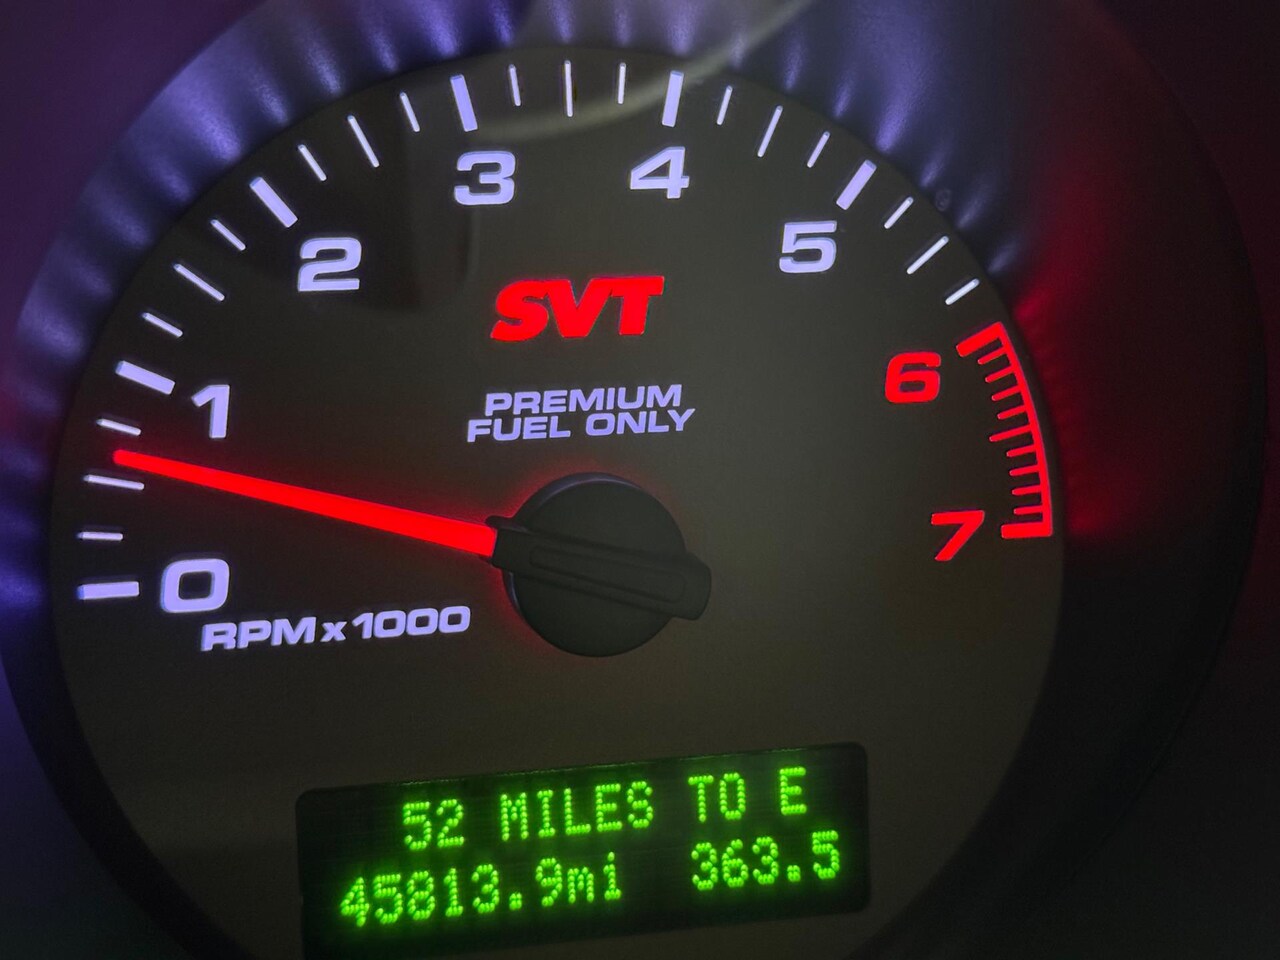 3 4
2 5
SVT
6
1
PREMIUM
FUEL ONLY
7
0
RPM x 1000
52 MILES TO E
45813.9mi 363.5